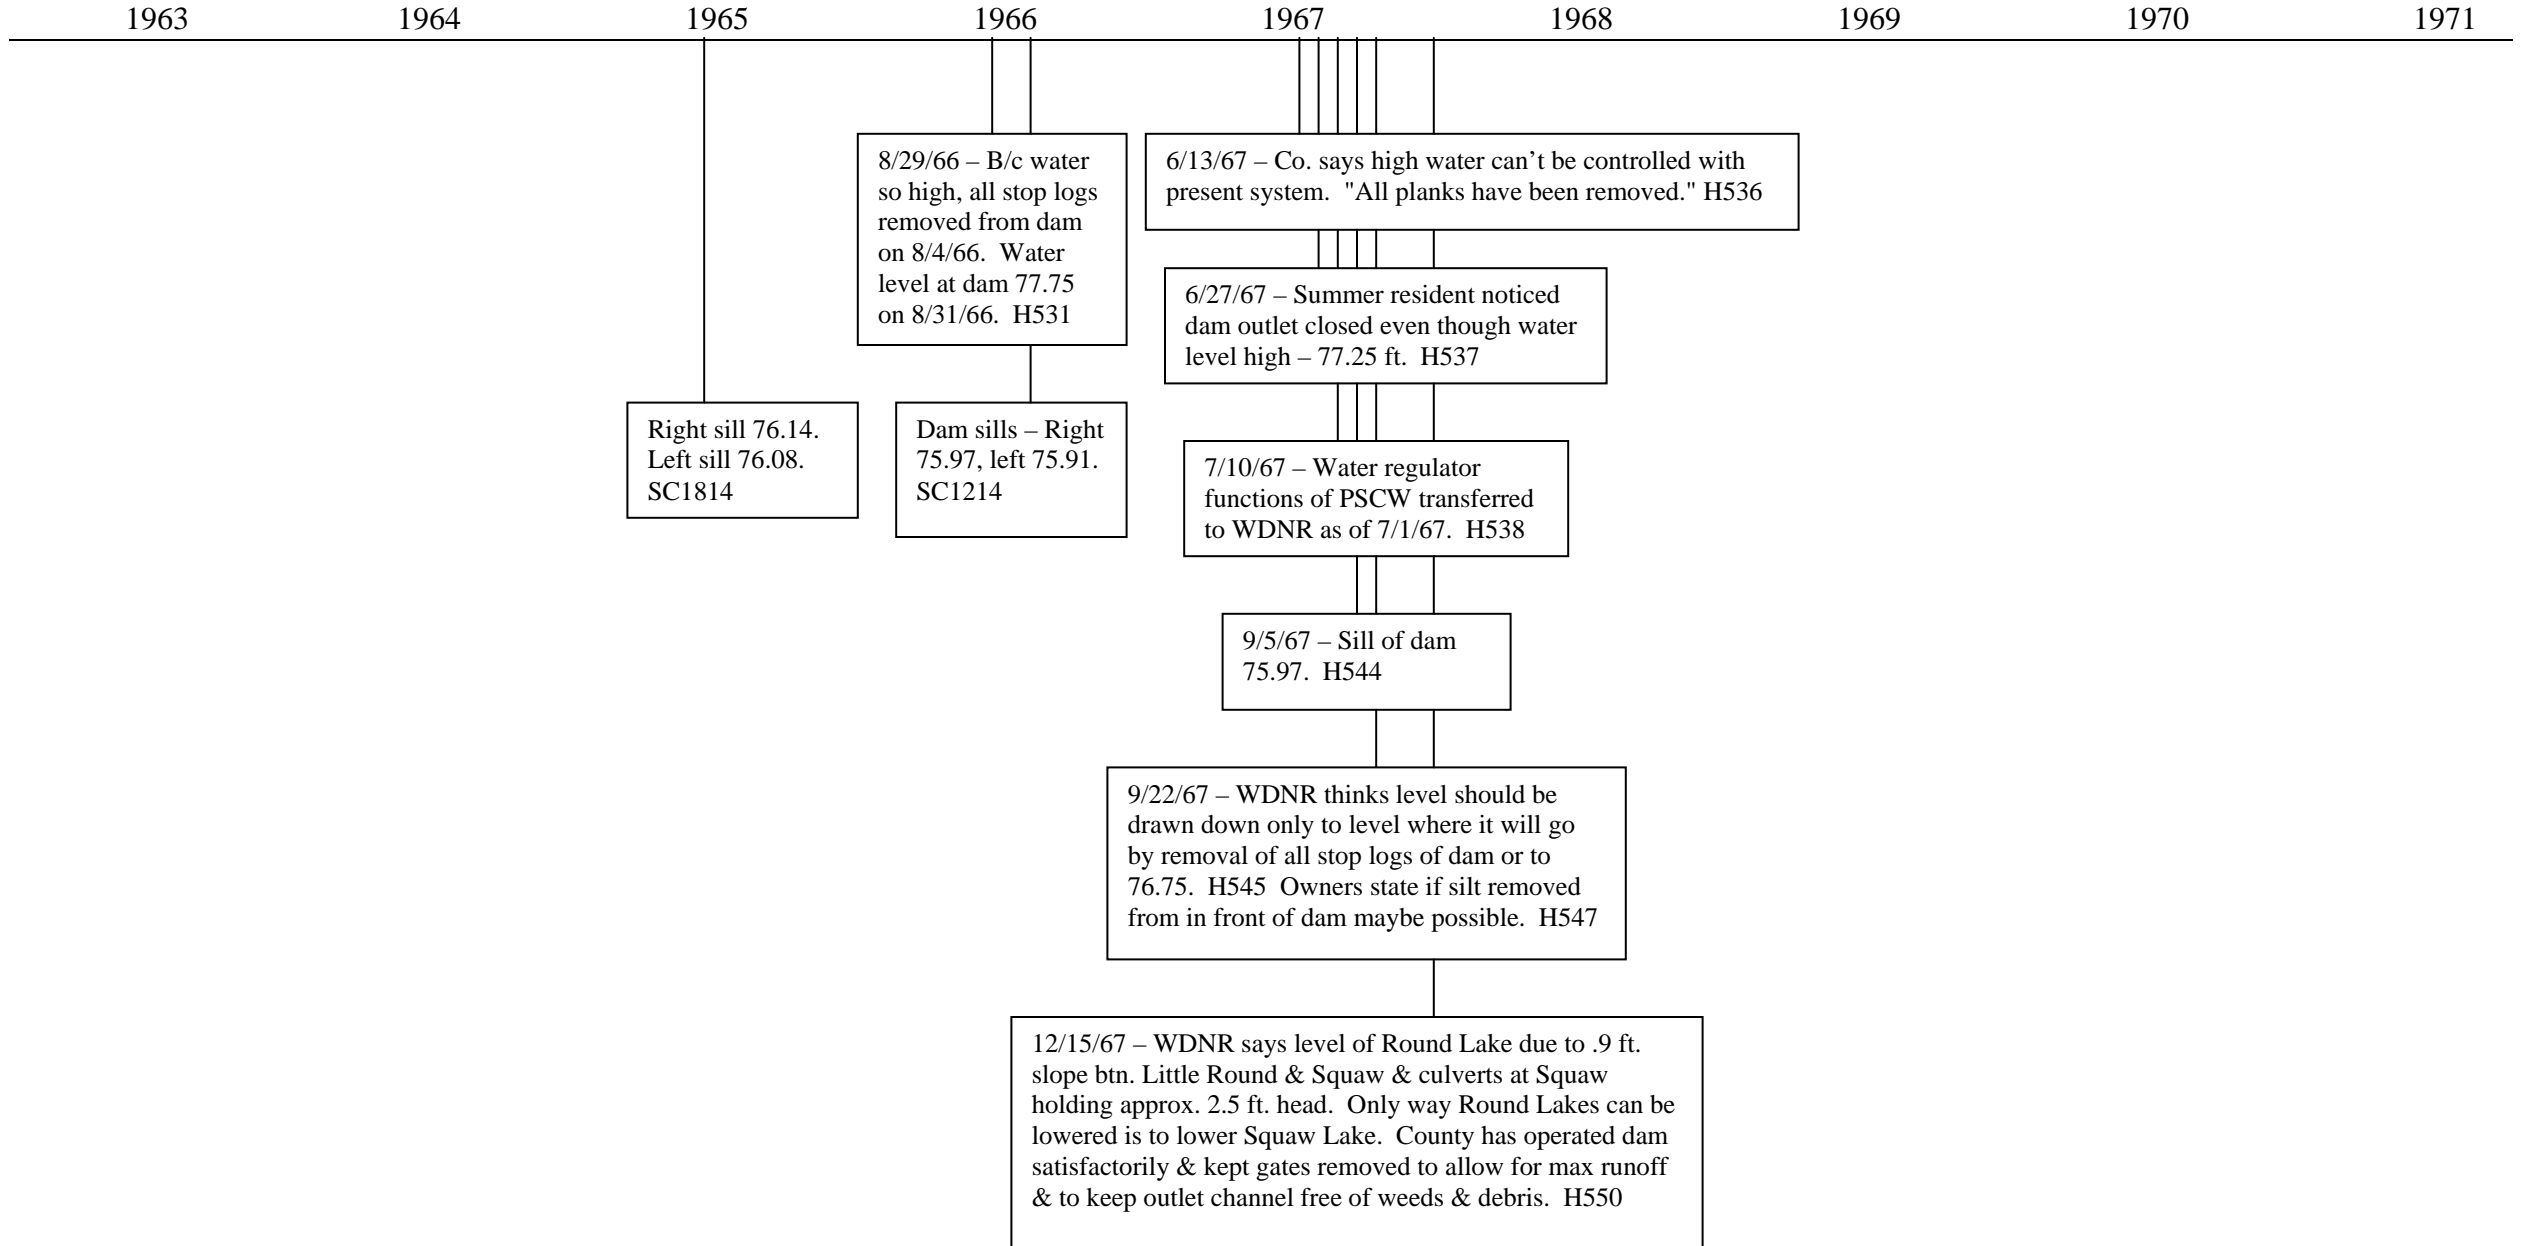 1963 1964 1965 1966 1967 1968 1969 1970 1971
8/29/66 – B/c water
so high, all stop logs
removed from dam
on 8/4/66.  Water
level at dam 77.75
on 8/31/66.  H531
6/13/67 – Co. says high water can’t be controlled with
present system.  "All planks have been removed." H536
6/27/67 – Summer resident noticed
dam outlet closed even though water
level high – 77.25 ft.  H537
Right sill 76.14.
Left sill 76.08.
SC1814
Dam sills – Right
75.97, left 75.91.
SC1214
7/10/67 – Water regulator
functions of PSCW transferred
to WDNR as of 7/1/67.  H538
9/5/67 – Sill of dam
75.97.  H544
9/22/67 – WDNR thinks level should be
drawn down only to level where it will go
by removal of all stop logs of dam or to
76.75.  H545  Owners state if silt removed
from in front of dam maybe possible.  H547
12/15/67 – WDNR says level of Round Lake due to .9 ft.
slope btn. Little Round & Squaw & culverts at Squaw
holding approx. 2.5 ft. head.  Only way Round Lakes can be
lowered is to lower Squaw Lake.  County has operated dam
satisfactorily & kept gates removed to allow for max runoff
& to keep outlet channel free of weeds & debris.  H550